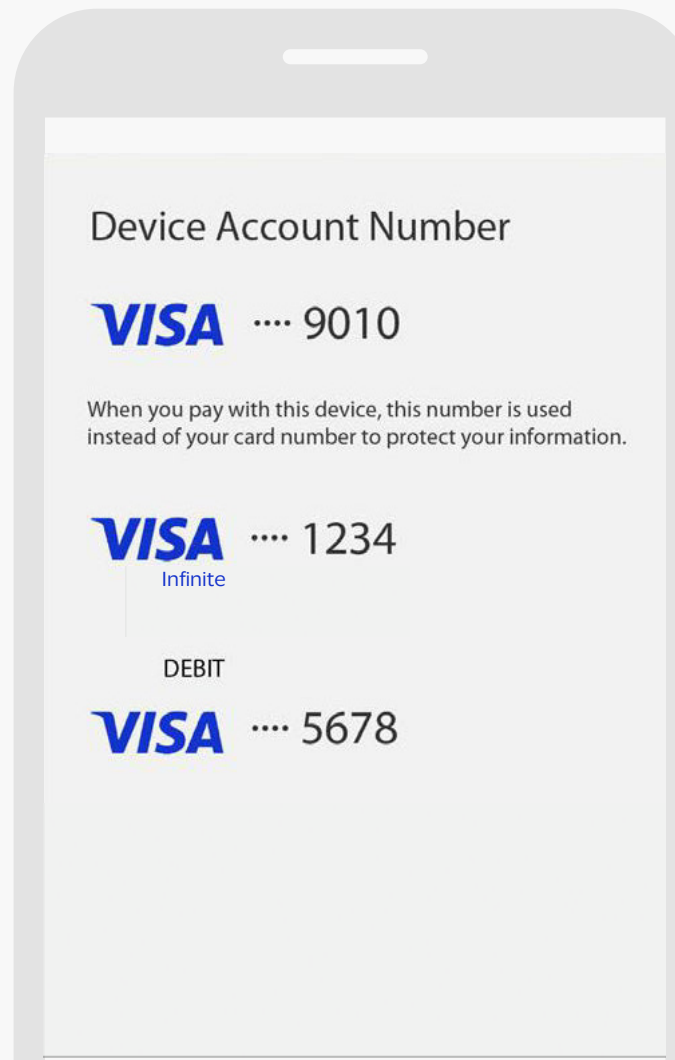 Device Account Number
VISA .... 9010
When you pay with this device, this number is used
instead of your card number to protect your information.
VISA .... 1234
Infinite
DEBIT
VISA .... 5678